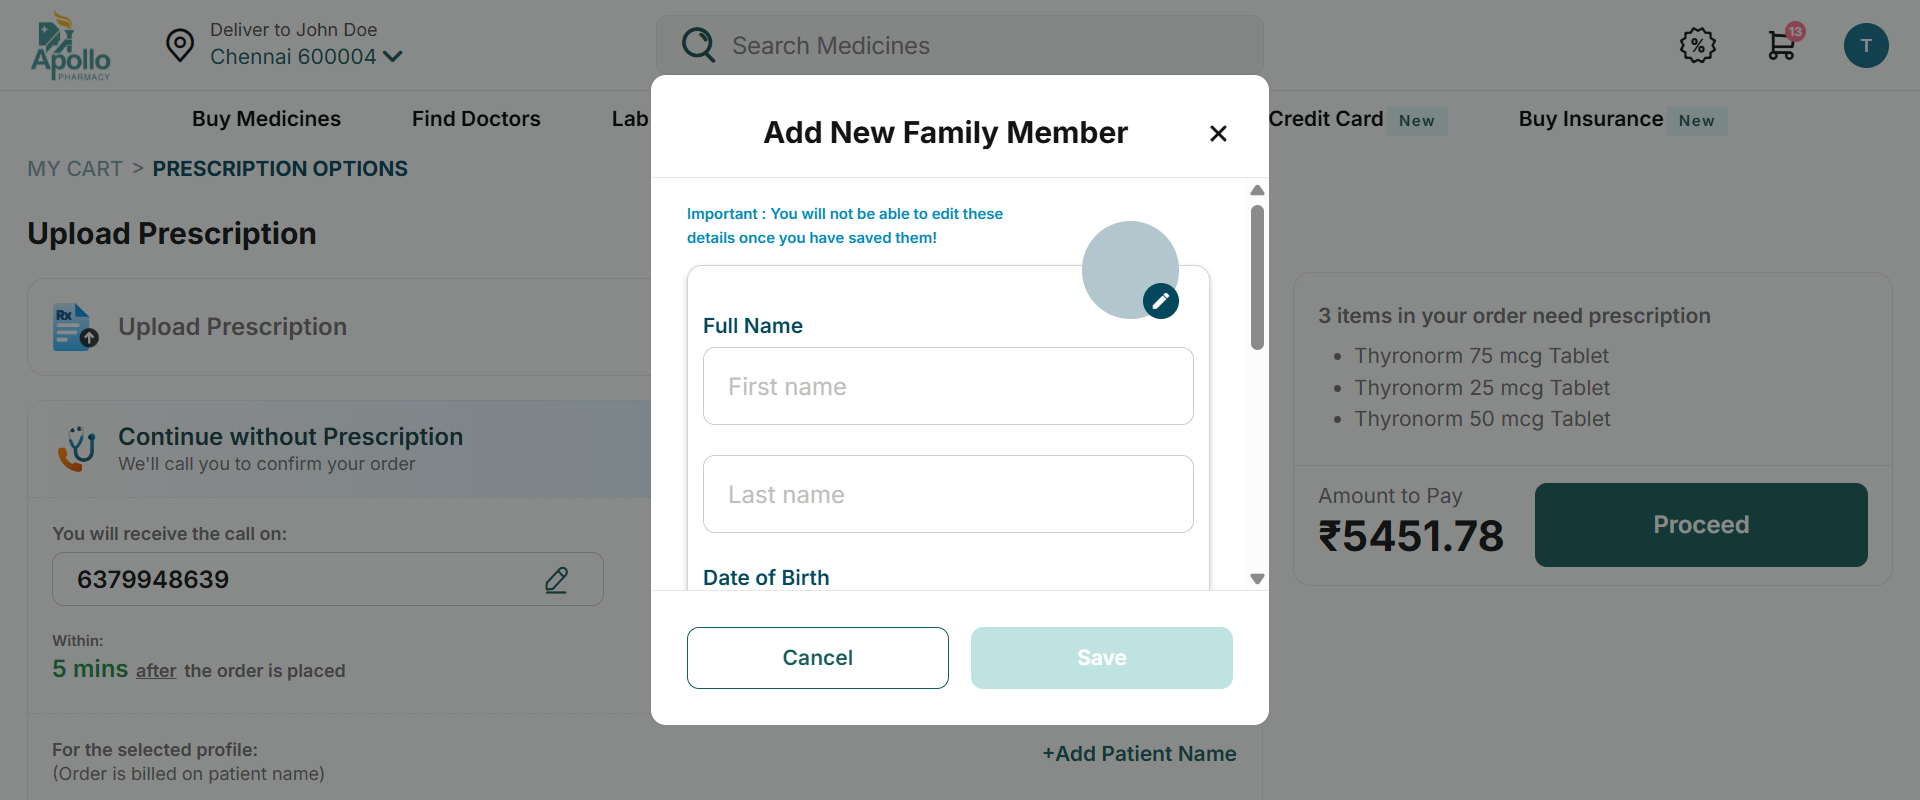 Apollo
PHARMACY
Deliver to John Doe
Chennai 600004
Search Medicines
%
13
T
Buy Medicines
Find Doctors
Lab
Credit Card New
Buy Insurance New
MY CART > PRESCRIPTION OPTIONS
Upload Prescription
Rx
Upload Prescription
Continue without Prescription
We'll call you to confirm your order
You will receive the call on:
6379948639
Within:
5 mins after the order is placed
For the selected profile:
(Order is billed on patient name)
+Add Patient Name
Add New Family Member
Important : You will not be able to edit these
details once you have saved them!
Full Name
First name
Last name
Date of Birth
Cancel
Save
3 items in your order need prescription
• Thyronorm 75 mcg Tablet
• Thyronorm 25 mcg Tablet
• Thyronorm 50 mcg Tablet
Amount to Pay
₹5451.78
Proceed